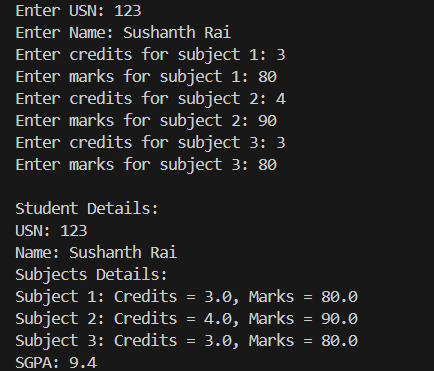 Enter USN: 123
Enter Name: Sushanth Rai
Enter credits for subject 1: 3
Enter marks for subject 1: 80
Enter credits for subject 2: 4
Enter marks for subject 2: 90
Enter credits for subject 3: 3
Enter marks for subject 3: 80

Student Details:
USN: 123
Name: Sushanth Rai
Subjects Details:
Subject 1: Credits = 3.0, Marks = 80.0
Subject 2: Credits = 4.0, Marks = 90.0
Subject 3: Credits = 3.0, Marks = 80.0
SGPA: 9.4